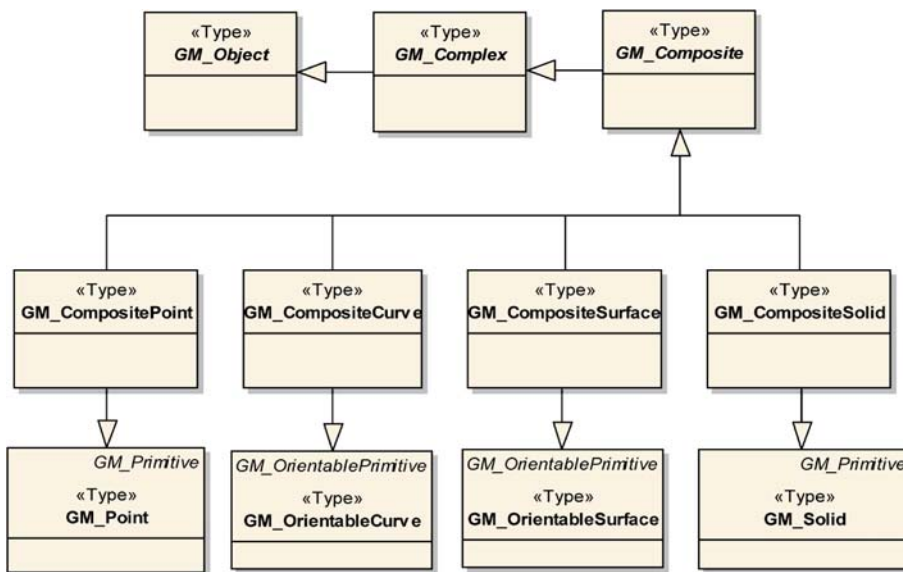 «Type»
GM_Object
«Type»
GM_Complex
«Type»
GM_Composite
«Type»
GM_CompositePoint
«Type»
GM_CompositeCurve
«Type»
GM_CompositeSurface
«Type»
GM_CompositeSolid
GM_Primitive
«Type»
GM_Point
GM_OrientablePrimitive
«Type»
GM_OrientableCurve
GM_OrientablePrimitive
«Type»
GM_OrientableSurface
GM_Primitive
«Type»
GM_Solid